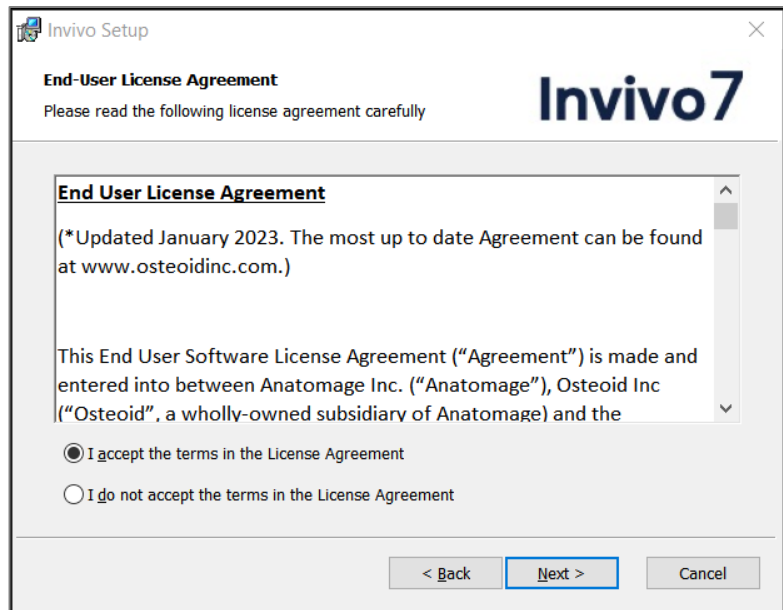 Invivo Setup
End-User License Agreement
Please read the following license agreement carefully
Invivo7
End User License Agreement
(*Updated January 2023. The most up to date Agreement can be found
at www.osteoidinc.com.)
This End User Software License Agreement (“Agreement”) is made and
entered into between Anatomage Inc. (“Anatomage”), Osteoid Inc
(“Osteoid”, a wholly-owned subsidiary of Anatomage) and the
I accept the terms in the License Agreement
I do not accept the terms in the License Agreement
< Back
Next >
Cancel